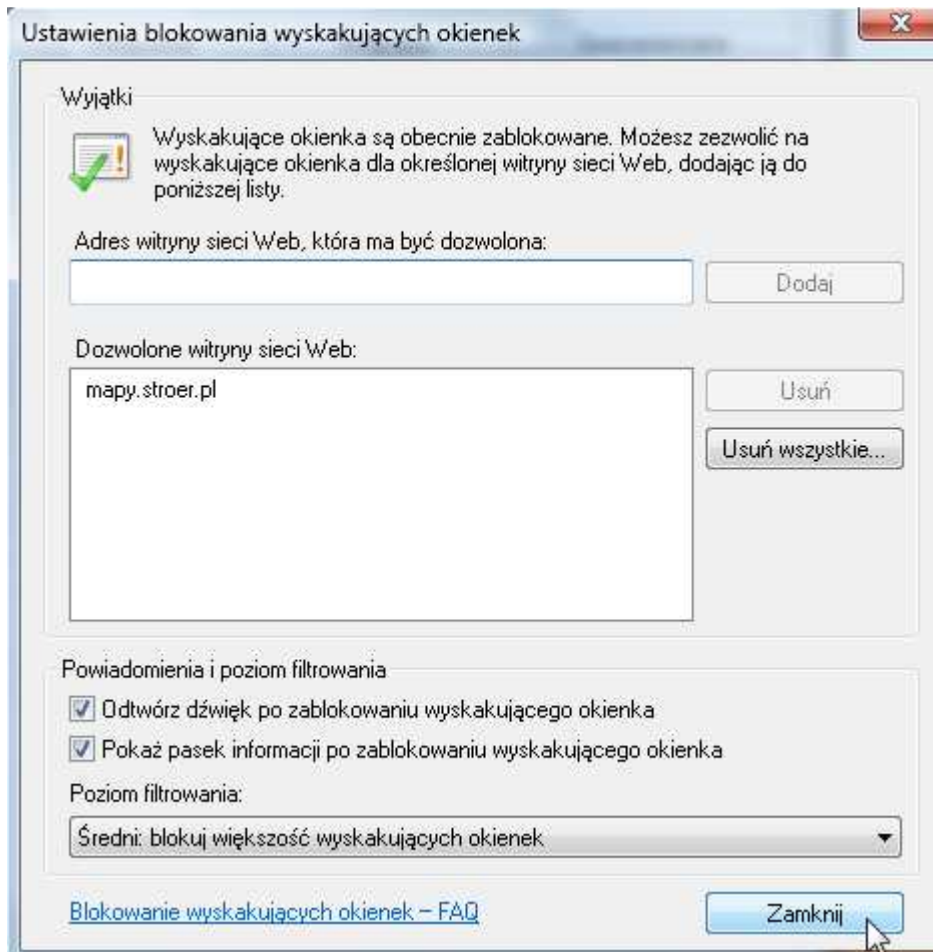 Ustawienia blokowania wyskakujących okienek
Wyjątki
Wyskakujące okienka są obecnie zablokowane. Możesz zezwolić na
wyskakujące okienka dla określonej witryny sieci Web, dodając ją do
poniższej listy.
Adres witryny sieci Web, która ma być dozwolona:
Dodaj
Dozwolone witryny sieci Web:
mapy.stroer.pl
Usuń
Usuń wszystkie...
Powiadomienia i poziom filtrowania
Odtwórz dźwięk po zablokowaniu wyskakującego okienka
Pokaż pasek informacji po zablokowaniu wyskakującego okienka
Poziom filtrowania:
Średni: blokuj większość wyskakujących okienek
Blokowanie wyskakujących okienek – FAQ
Zamknij